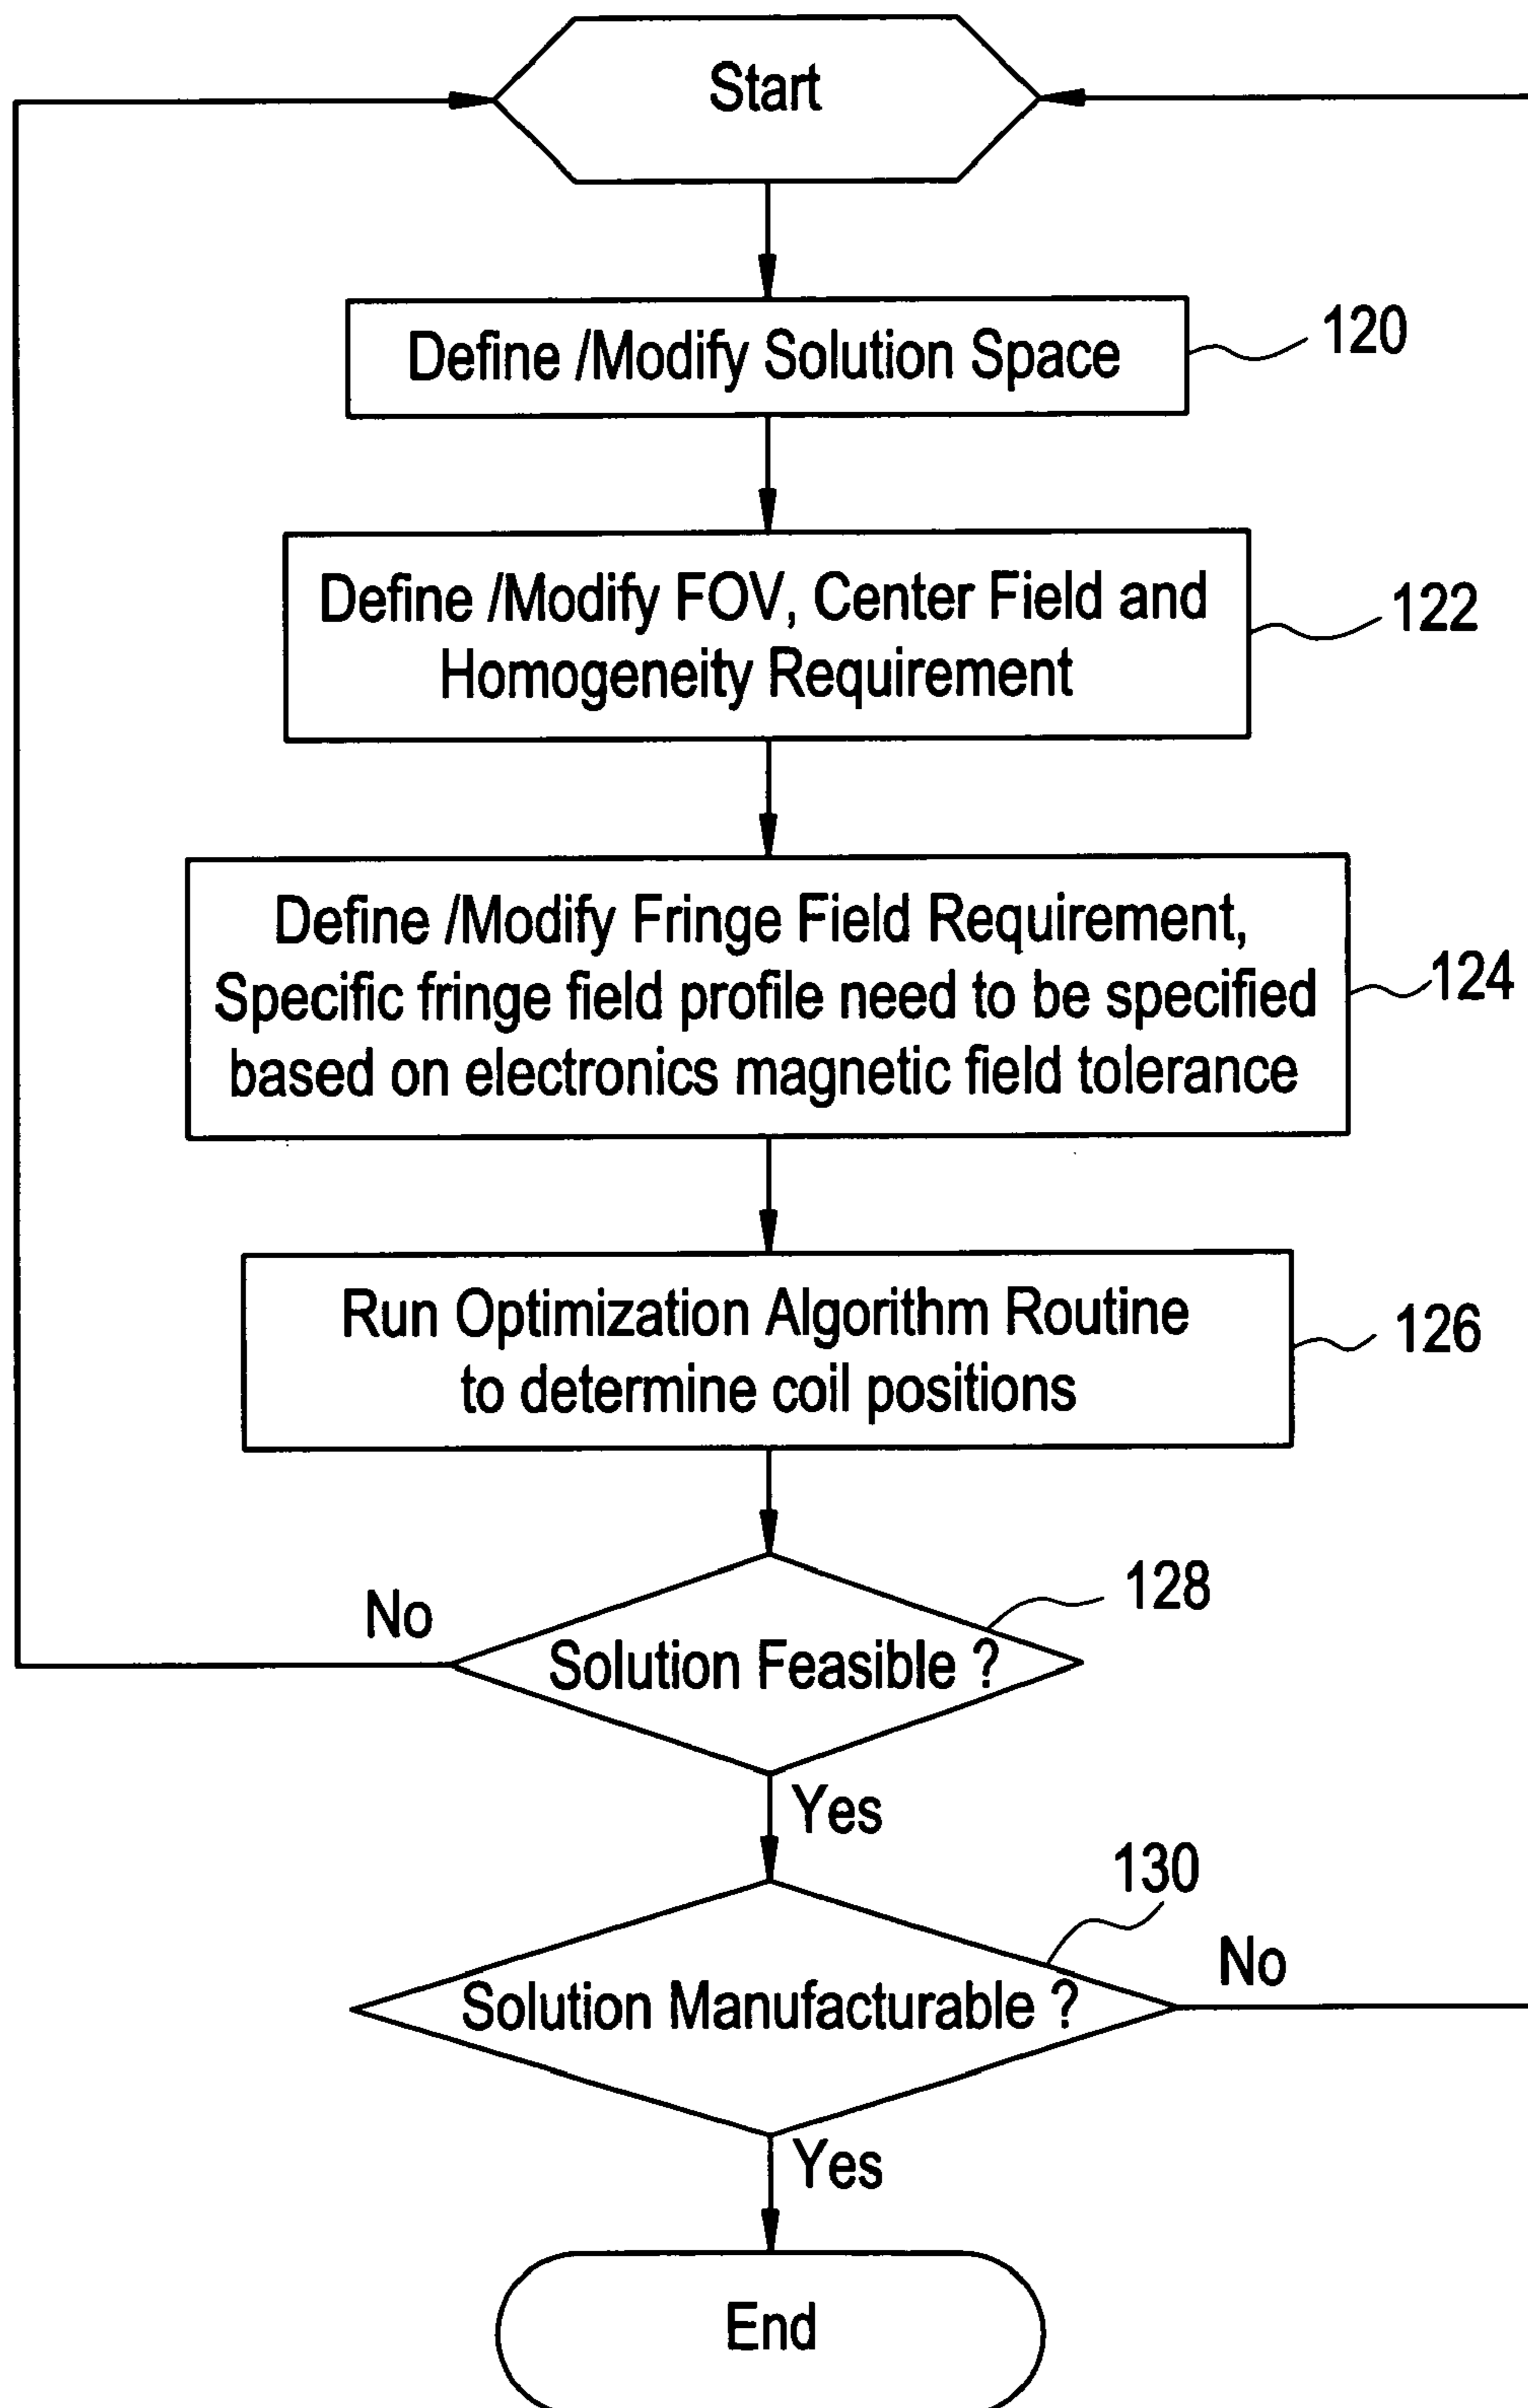 Start
Define /Modify Solution Space
120
Define /Modify FOV, Center Field and
Homogeneity Requirement
122
Define /Modify Fringe Field Requirement,
Specific fringe field profile need to be specified
based on electronics magnetic field tolerance
124
Run Optimization Algorithm Routine
to determine coil positions
126
128
No
Solution Feasible ?
Yes
130
No
Solution Manufacturable ?
Yes
End